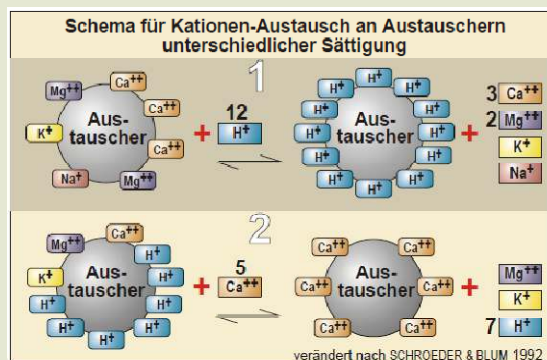 Schema für Kationen-Austausch an Austauschern
unterschiedlicher Sättigung
1
Mg⁺⁺
Ca⁺⁺
Ca⁺⁺
K⁺
Aus-
tauscher
Ca⁺⁺
Na⁺
Mg⁺⁺
+
12
H⁺
H⁺
H⁺
H⁺
H⁺
H⁺
H⁺
Aus-
tauscher
H⁺
H⁺
H⁺
H⁺
H⁺
H⁺
+
3 Ca⁺⁺
2 Mg⁺⁺
K⁺
Na⁺
2
Mg⁺⁺
Ca⁺⁺
H⁺
K⁺
Aus-
tauscher
H⁺
H⁺
H⁺
H⁺
H⁺
H⁺
+
5
Ca⁺⁺
Ca⁺⁺
Ca⁺⁺
Ca⁺⁺
Aus-
tauscher
Ca⁺⁺
Ca⁺⁺
Ca⁺⁺
+
Mg⁺⁺
K⁺
7 H⁺
verändert nach SCHROEDER & BLUM 1992